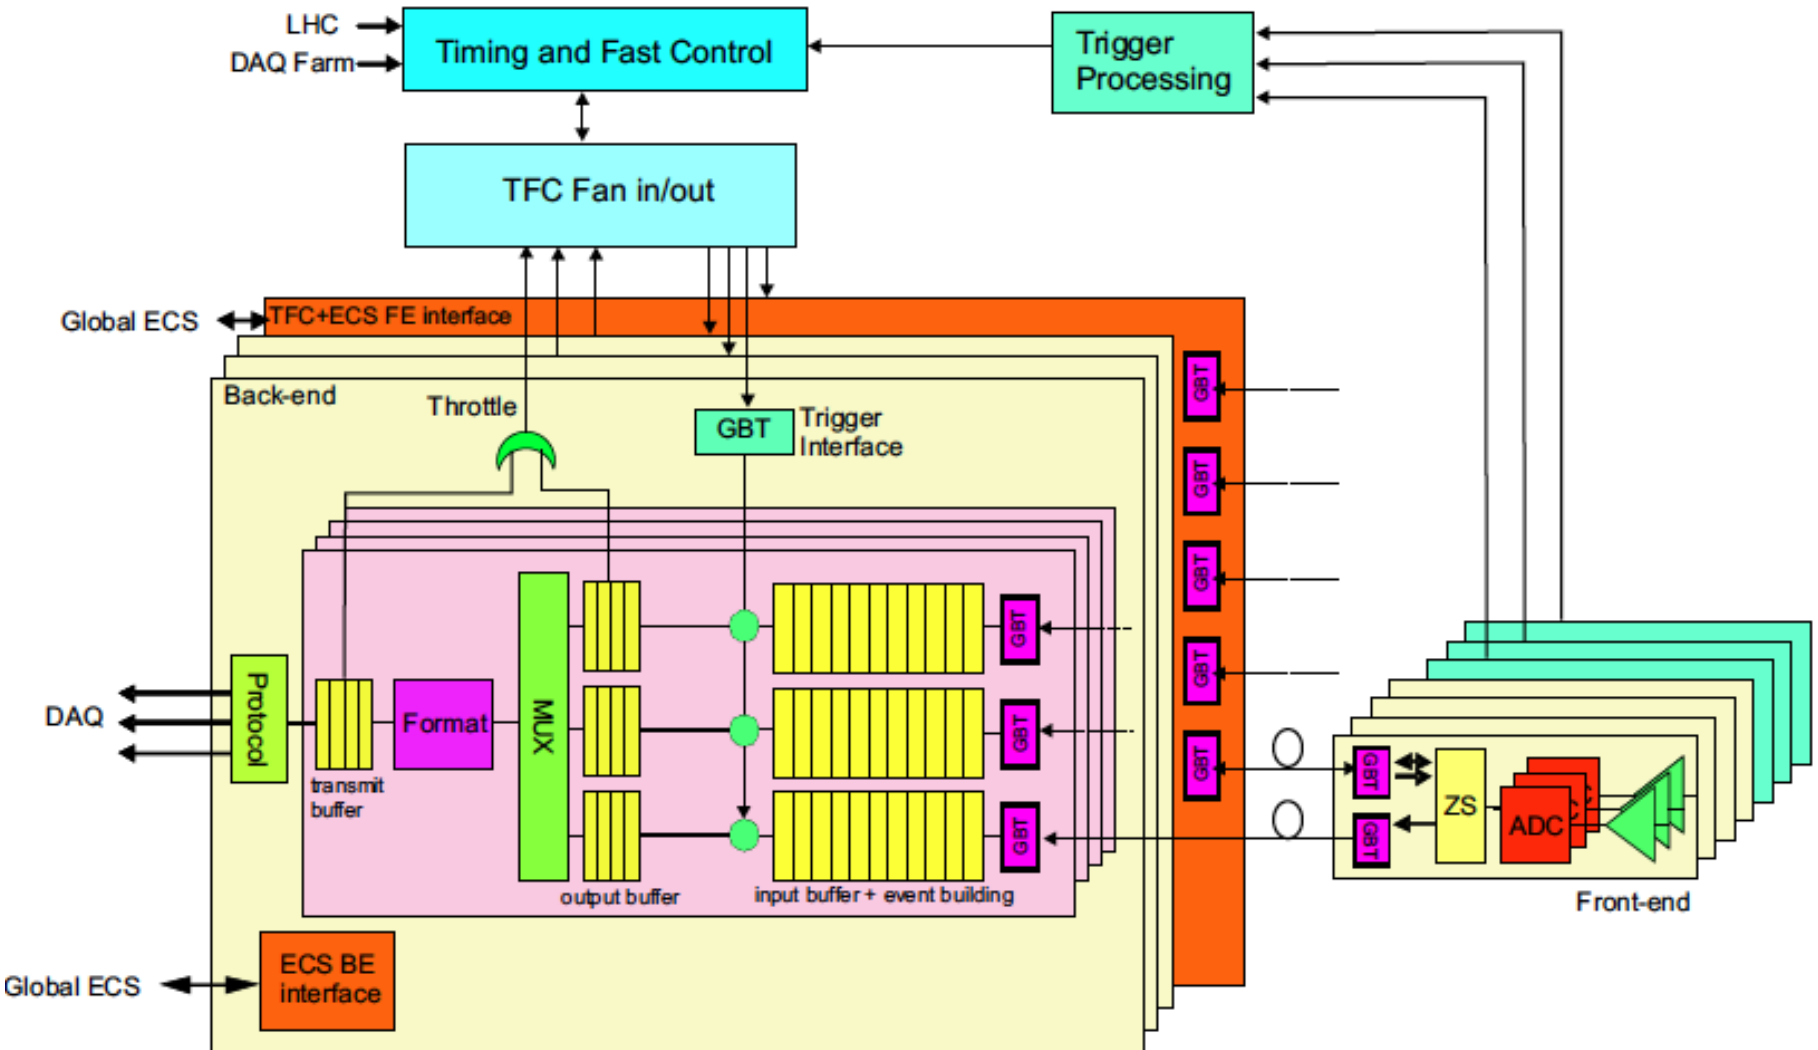 LHC
DAQ Farm
Timing and Fast Control
Trigger
Processing
TFC Fan in/out
Global ECS
TFC+ECS FE interface
Back-end
Throttle
GBT
Trigger
Interface
GBT
GBT
GBT
GBT
GBT
GBT
GBT
GBT
Protocol
DAQ
transmit
buffer
Format
MUX
output buffer
input buffer + event building
GBT
GBT
ZS
ADC
Front-end
ECS BE
interface
Global ECS